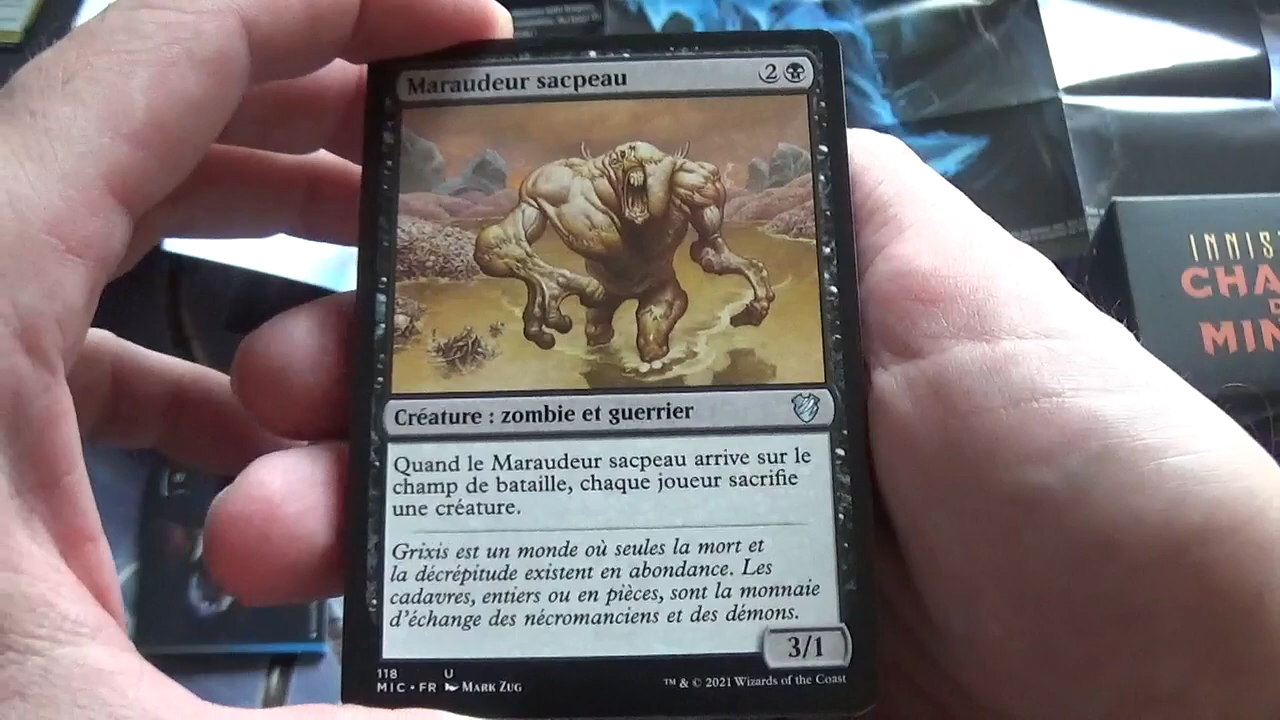 Maraudeur sacpeau 2
Créature : zombie et guerrier
Quand le Maraudeur sacpeau arrive sur le
champ de bataille, chaque joueur sacrifie
une créature.
Grixis est un monde où seules la mort et
la décrépitude existent en abondance. Les
cadavres, entiers ou en pièces, sont la monnaie
d'échange des nécromanciens et des démons.
3/1
118 U
MIC • FR MARK ZUG
™ & © 2021 Wizards of the Coast
INNIS
CHA
D
MIN